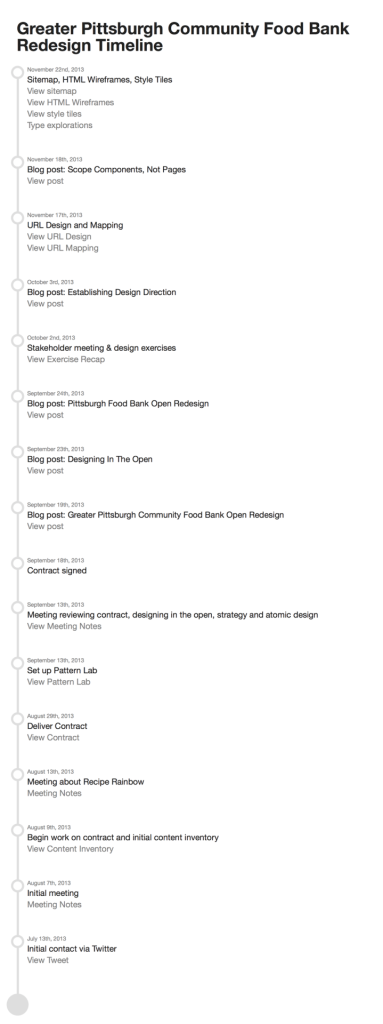 Greater Pittsburgh Community Food Bank
Redesign Timeline
November 22nd, 2013
Sitemap, HTML Wireframes, Style Tiles
View sitemap
View HTML Wireframes
View style tiles
Type explorations
November 18th, 2013
Blog post: Scope Components, Not Pages
View post
November 17th, 2013
URL Design and Mapping
View URL Design
View URL Mapping
October 3rd, 2013
Blog post: Establishing Design Direction
View post
October 2nd, 2013
Stakeholder meeting & design exercises
View Exercise Recap
September 24th, 2013
Blog post: Pittsburgh Food Bank Open Redesign
View post
September 23th, 2013
Blog post: Designing In The Open
View post
September 19th, 2013
Blog post: Greater Pittsburgh Community Food Bank Open Redesign
View post
September 18th, 2013
Contract signed
September 13th, 2013
Meeting reviewing contract, designing in the open, strategy and atomic design
View Meeting Notes
September 13th, 2013
Set up Pattern Lab
View Pattern Lab
August 29th, 2013
Deliver Contract
View Contract
August 13th, 2013
Meeting about Recipe Rainbow
Meeting Notes
August 9th, 2013
Begin work on contract and initial content inventory
View Content Inventory
August 7th, 2013
Initial meeting
Meeting Notes
July 13th, 2013
Initial contact via Twitter
View Tweet